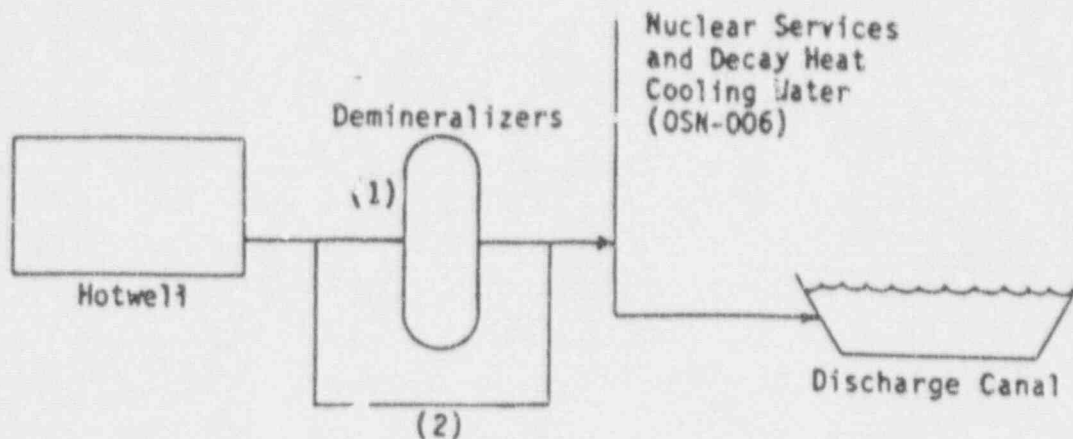 Nuclear Services
and Decay Heat
Cooling Water
(OSN-006)
Demineralizers
(1)
Hotwell
Discharge Canal
(2)